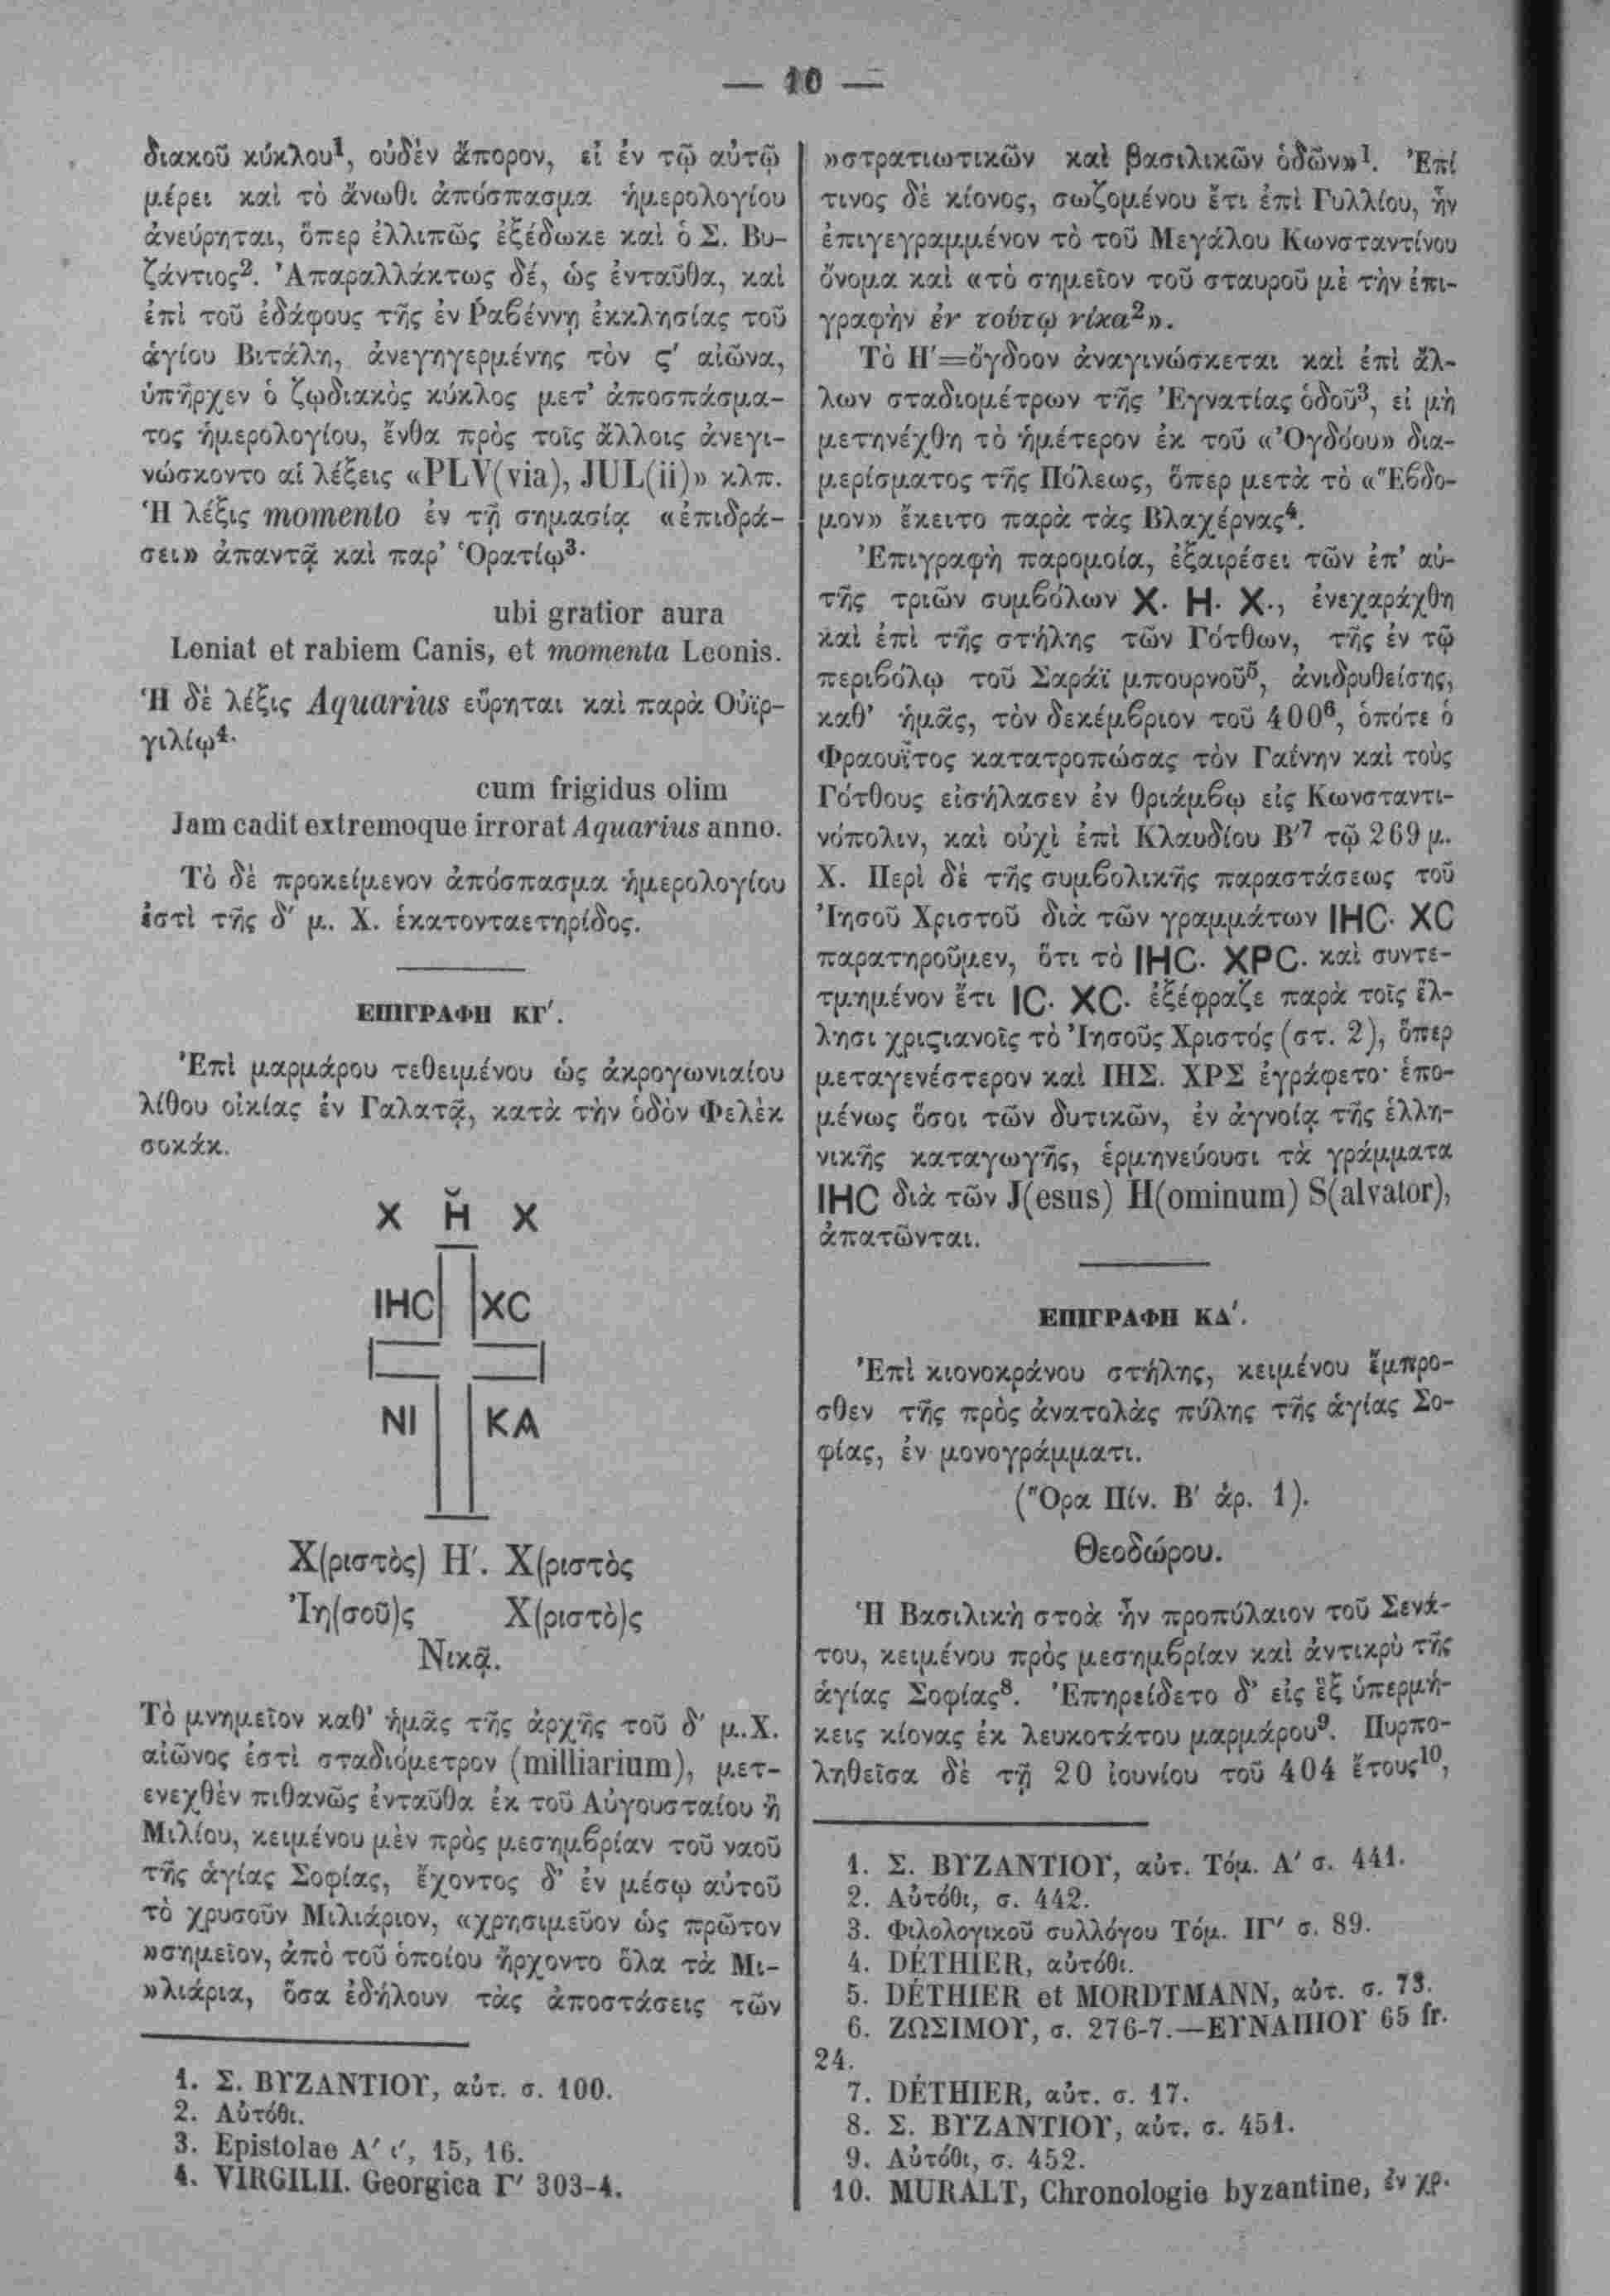 — 10 —
διακοῦ κύκλου¹, οὐδὲν ἄπορον, εἰ ἐν τῷ αὐτῷ
μέρει καὶ τὸ ἄνωθι ἀπόσπασμα ἡμερολογίου
ἀνεύρηται, ὅπερ ἐλλιπῶς ἐξέδωκε καὶ ὁ Σ. Βυ-
ζάντιος². Ἀπαραλλάκτως δέ, ὡς ἐνταῦθα, καὶ
ἐπὶ τοῦ ἐδάφους τῆς ἐν Ῥαβέννῃ ἐκκλησίας τοῦ
ἁγίου Βιτάλη, ἀνεγηγερμένης τὸν ς′ αἰῶνα,
ὑπῆρχεν ὁ ζῳδιακὸς κύκλος μετ’ ἀποσπάσμα-
τος ἡμερολογίου, ἔνθα πρὸς τοῖς ἄλλοις ἀνεγι-
νώσκοντο αἱ λέξεις «PLV(via), JUL(ii)» κλπ.
Ἡ λέξις momento ἐν τῇ σημασίᾳ «ἐπιδρά-
σει» ἀπαντᾷ καὶ παρ’ Ὁρατίῳ³·
ubi gratior aura
Leniat et rabiem Canis, et momenta Leonis.
Ἡ δὲ λέξις Aquarius εὕρηται καὶ παρὰ Οὐϊρ-
γιλίῳ⁴·
cum frigidus olim
Jam cadit extremoque irrorat Aquarius anno.
Τὸ δὲ προκείμενον ἀπόσπασμα ἡμερολογίου
ἐστὶ τῆς δ′ μ. Χ. ἑκατονταετηρίδος.
ΕΠΙΓΡΑΦΗ ΚΓ′.
Ἐπὶ μαρμάρου τεθειμένου ὡς ἀκρογωνιαίου
λίθου οἰκίας ἐν Γαλατᾷ, κατὰ τὴν ὁδὸν Φελὲκ
σοκάκ.
Χ Η̆ Χ
ΙΗC ΧC
ΝΙ ΚΑ
Χ(ριστὸς) Η′. Χ(ριστὸς
Ἰη(σοῦ)ς Χ(ριστὸ)ς
Νικᾷ.
Τὸ μνημεῖον καθ’ ἡμᾶς τῆς ἀρχῆς τοῦ δ′ μ.Χ.
αἰῶνος ἐστὶ σταδιόμετρον (milliarium), μετ-
ενεχθὲν πιθανῶς ἐνταῦθα ἐκ τοῦ Αὐγουσταίου ἢ
Μιλίου, κειμένου μὲν πρὸς μεσημβρίαν τοῦ ναοῦ
τῆς ἁγίας Σοφίας, ἔχοντος δ’ ἐν μέσῳ αὐτοῦ
τὸ χρυσοῦν Μιλιάριον, «χρησιμεῦον ὡς πρῶτον
»σημεῖον, ἀπὸ τοῦ ὁποίου ἤρχοντο ὅλα τὰ Μι-
»λιάρια, ὅσα ἐδήλουν τὰς ἀποστάσεις τῶν
1. Σ. ΒΥΖΑΝΤΙΟΥ, αὐτ. σ. 100.
2. Αὐτόθι.
3. Epistolae Α′ ι′, 15, 16.
4. VIRGILII. Georgica Γ′ 303-4.
»στρατιωτικῶν καὶ βασιλικῶν ὁδῶν»¹. Ἐπί
τινος δὲ κίονος, σωζομένου ἔτι ἐπὶ Γυλλίου, ἦν
ἐπιγεγραμμένον τὸ τοῦ Μεγάλου Κωνσταντίνου
ὄνομα καὶ «τὸ σημεῖον τοῦ σταυροῦ μὲ τὴν ἐπι-
γραφὴν ἐν τούτῳ νίκα²».
Τὸ Η′=ὄγδοον ἀναγινώσκεται καὶ ἐπὶ ἄλ-
λων σταδιομέτρων τῆς Ἐγνατίας ὁδοῦ³, εἰ μὴ
μετηνέχθη τὸ ἡμέτερον ἐκ τοῦ «Ὀγδόου» δια-
μερίσματος τῆς Πόλεως, ὅπερ μετὰ τὸ «Ἕβδο-
μον» ἔκειτο παρὰ τὰς Βλαχέρνας⁴.
Ἐπιγραφὴ παρομοία, ἐξαιρέσει τῶν ἐπ’ αὐ-
τῆς τριῶν συμβόλων Χ. Η. Χ., ἐνεχαράχθη
καὶ ἐπὶ τῆς στήλης τῶν Γότθων, τῆς ἐν τῷ
περιβόλῳ τοῦ Σαράϊ μπουρνοῦ⁵, ἀνιδρυθείσης,
καθ’ ἡμᾶς, τὸν δεκέμβριον τοῦ 400⁶, ὁπότε ὁ
Φραουῖτος κατατροπώσας τὸν Γαίνην καὶ τοὺς
Γότθους εἰσήλασεν ἐν θριάμβῳ εἰς Κωνσταντι-
νόπολιν, καὶ οὐχὶ ἐπὶ Κλαυδίου Β′⁷ τῷ 269 μ.
Χ. Περὶ δὲ τῆς συμβολικῆς παραστάσεως τοῦ
Ἰησοῦ Χριστοῦ διὰ τῶν γραμμάτων ΙΗC. ΧC
παρατηροῦμεν, ὅτι τὸ ΙΗC. ΧΡC. καὶ συντε-
τμημένον ἔτι ΙC. ΧC. ἐξέφραζε παρὰ τοῖς ἕλ-
λησι χριςιανοῖς τὸ Ἰησοῦς Χριστός (στ. 2), ὅπερ
μεταγενέστερον καὶ ΙΗΣ. ΧΡΣ ἐγράφετο· ἑπο-
μένως ὅσοι τῶν δυτικῶν, ἐν ἀγνοίᾳ τῆς ἑλλη-
νικῆς καταγωγῆς, ἑρμηνεύουσι τὰ γράμματα
ΙΗC διὰ τῶν J(esus) H(ominum) S(alvator),
ἀπατῶνται.
ΕΠΙΓΡΑΦΗ ΚΔ′.
Ἐπὶ κιονοκράνου στήλης, κειμένου ἔμπρο-
σθεν τῆς πρὸς ἀνατολὰς πύλης τῆς ἁγίας Σο-
φίας, ἐν μονογράμματι.
(Ὅρα Πίν. Β′ ἀρ. 1).
Θεοδώρου.
Ἡ Βασιλικὴ στοὰ ἦν προπύλαιον τοῦ Σενά-
του, κειμένου πρὸς μεσημβρίαν καὶ ἀντικρὺ τῆς
ἁγίας Σοφίας⁸. Ἐπηρείδετο δ’ εἰς ἓξ ὑπερμή-
κεις κίονας ἐκ λευκοτάτου μαρμάρου⁹. Πυρπο-
ληθεῖσα δὲ τῇ 20 ἰουνίου τοῦ 404 ἔτους¹⁰,
1. Σ. ΒΥΖΑΝΤΙΟΥ, αὐτ. Τόμ. Α′ σ. 441.
2. Αὐτόθι, σ. 442.
3. Φιλολογικοῦ συλλόγου Τόμ. ΙΓ′ σ. 89.
4. DÉTHIER, αὐτόθι.
5. DÉTHIER et MORDTMANN, αὐτ. σ. 73.
6. ΖΩΣΙΜΟΥ, σ. 276-7.—ΕΥΝΑΠΙΟΥ 65 fr.
24.
7. DÉTHIER, αὐτ. σ. 17.
8. Σ. ΒΥΖΑΝΤΙΟΥ, αὐτ. σ. 451.
9. Αὐτόθι, σ. 452.
10. MURALT, Chronologie byzantine, ἐν χρ.